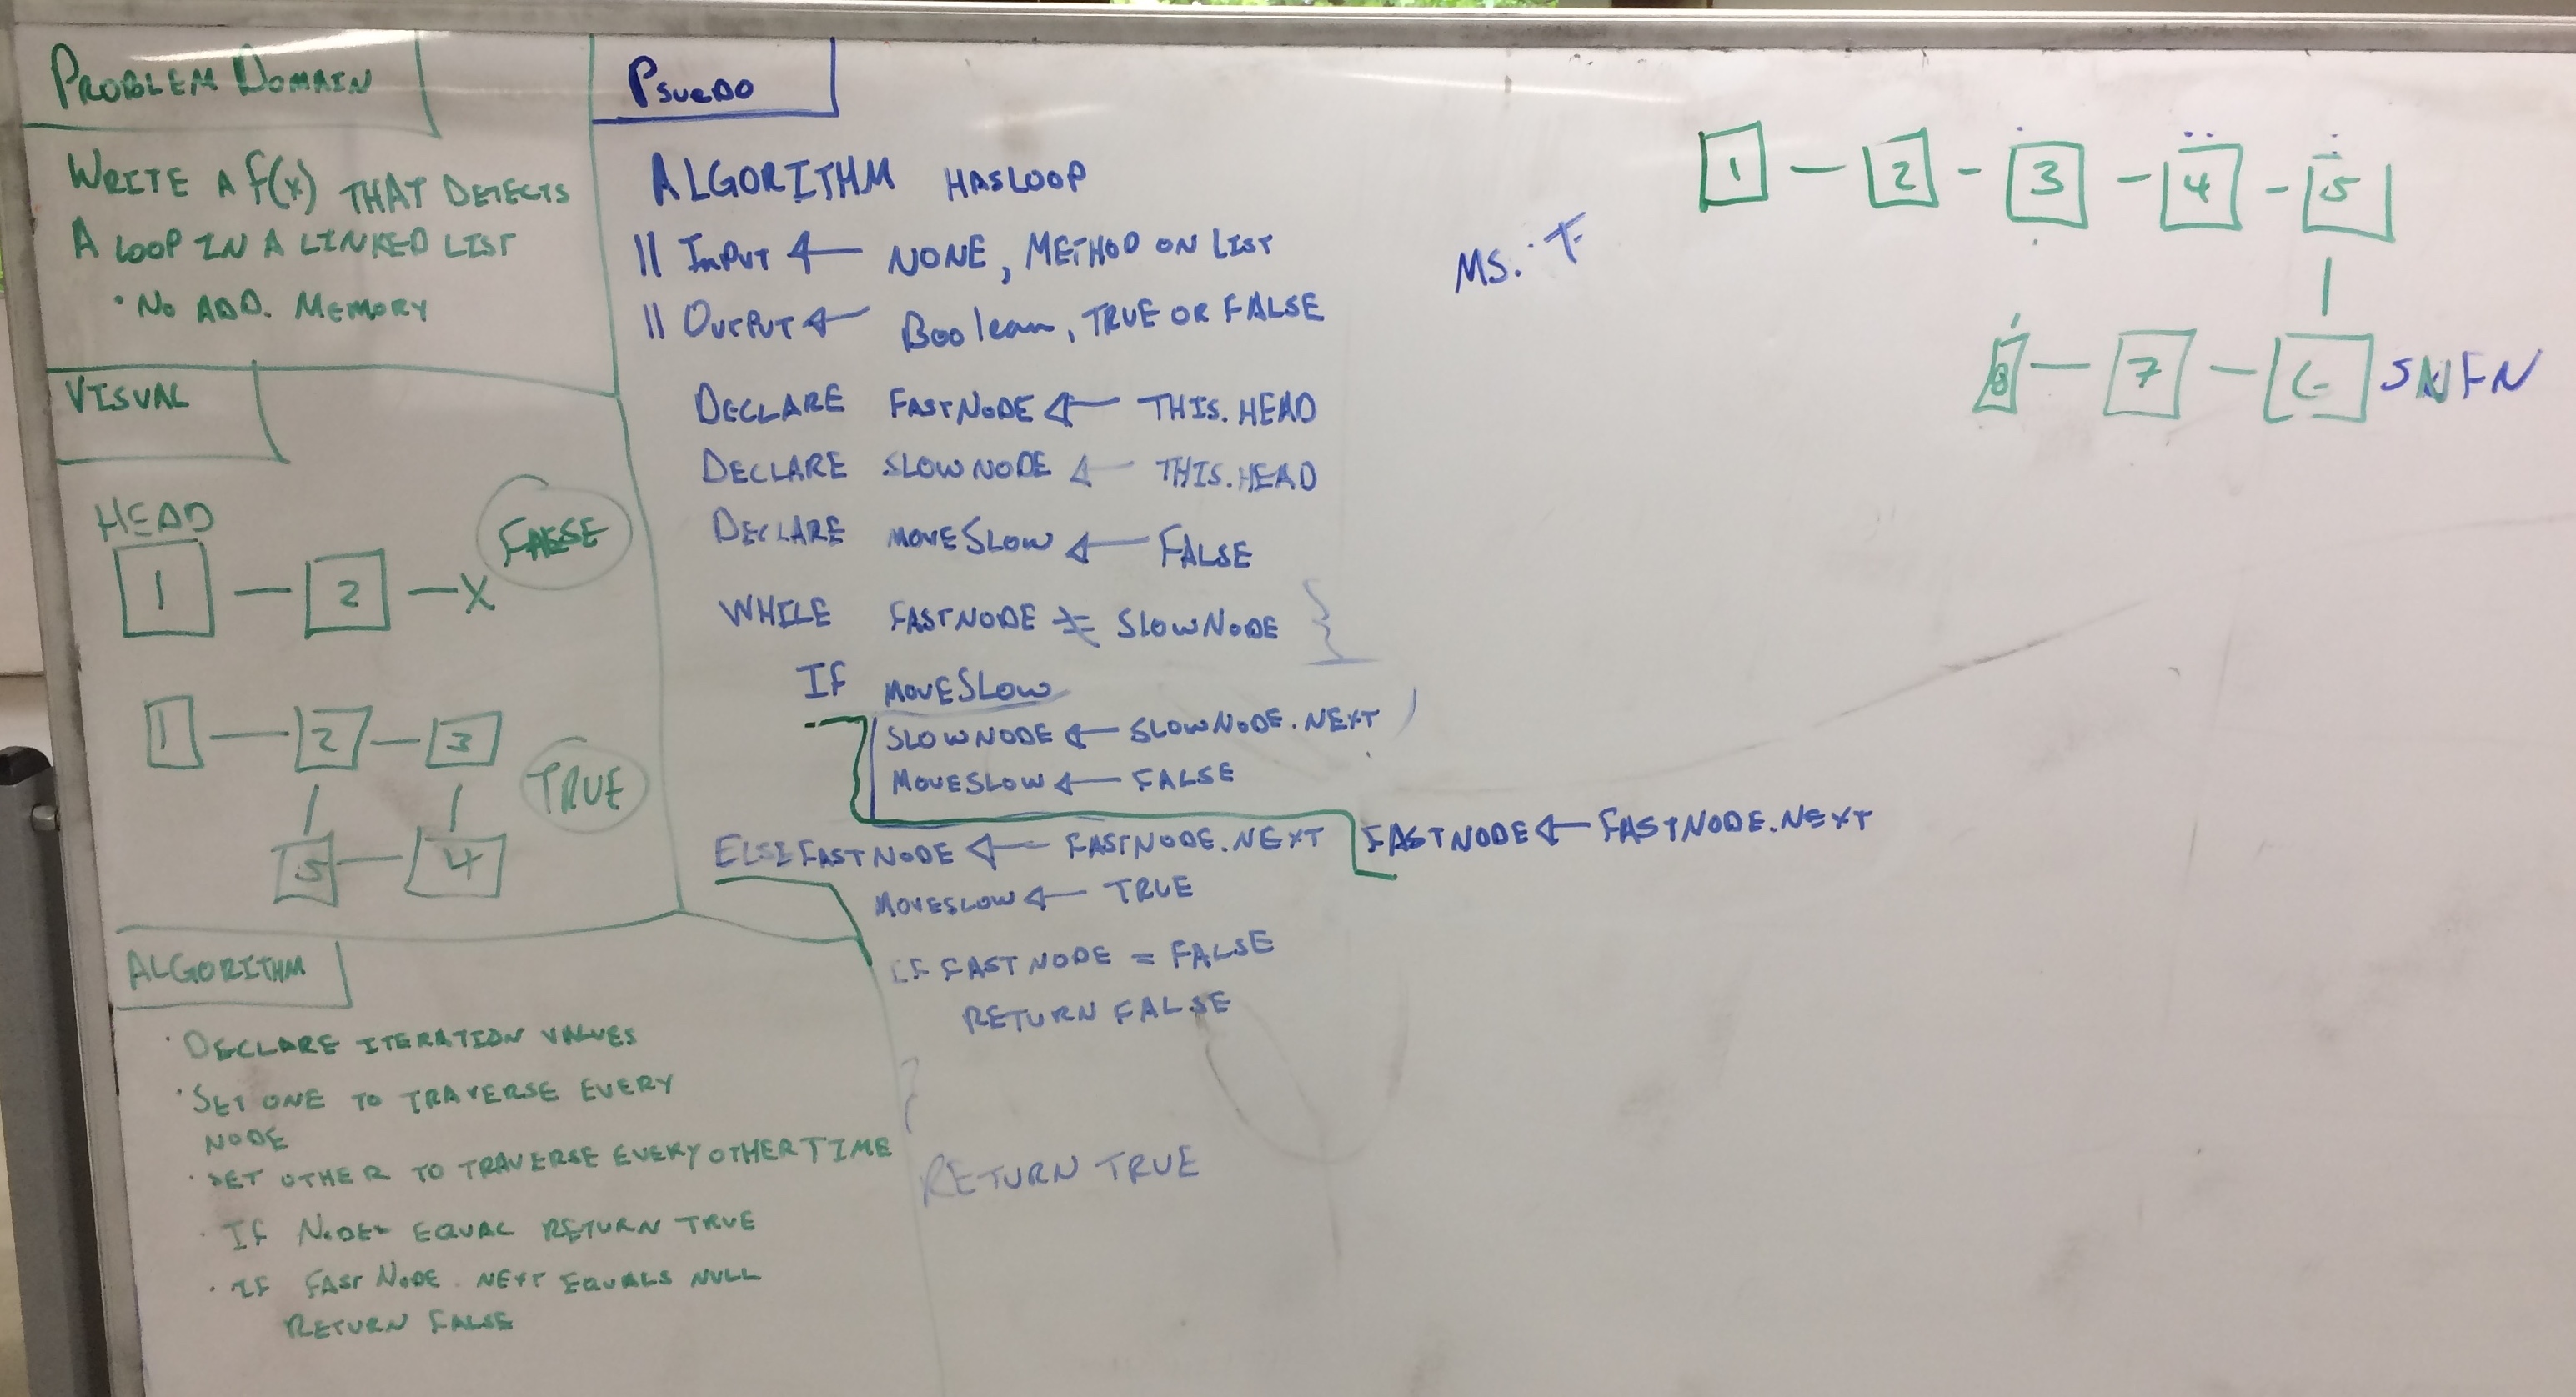 PROBLEM DOMAIN
WRITE A f(x) THAT DETECTS
A LOOP IN A LINKED LIST
· NO ADD. MEMORY
VISUAL
HEAD
1 — 2 — X
FALSE
1 — 2 — 3
TRUE
5 — 4
ALGORITHM
· DECLARE ITERATION VALUES
· SET ONE TO TRAVERSE EVERY
NODE
· SET OTHER TO TRAVERSE EVERY OTHER TIME
· IF NODES EQUAL RETURN TRUE
· IF FAST NODE. NEXT EQUALS NULL
RETURN FALSE
PSUEDO
ALGORITHM HASLOOP
|| INPUT ← NONE, METHOD ON LIST
|| OUTPUT ← Boolean, TRUE OR FALSE
DECLARE FASTNODE ← THIS.HEAD
DECLARE SLOWNODE ← THIS.HEAD
DECLARE MOVESLOW ← FALSE
WHILE FASTNODE ≠ SLOWNODE }
IF MOVESLOW
SLOWNODE ← SLOWNODE.NEXT
MOVESLOW ← FALSE
FASTNODE ← FASTNODE.NEXT
ELSE FASTNODE ← FASTNODE.NEXT
MOVESLOW ← TRUE
IF FASTNODE = FALSE
RETURN FALSE
RETURN TRUE
MS. : F
1 — 2 - 3 - 4 - 5
8 — 7 — 6 SNFN